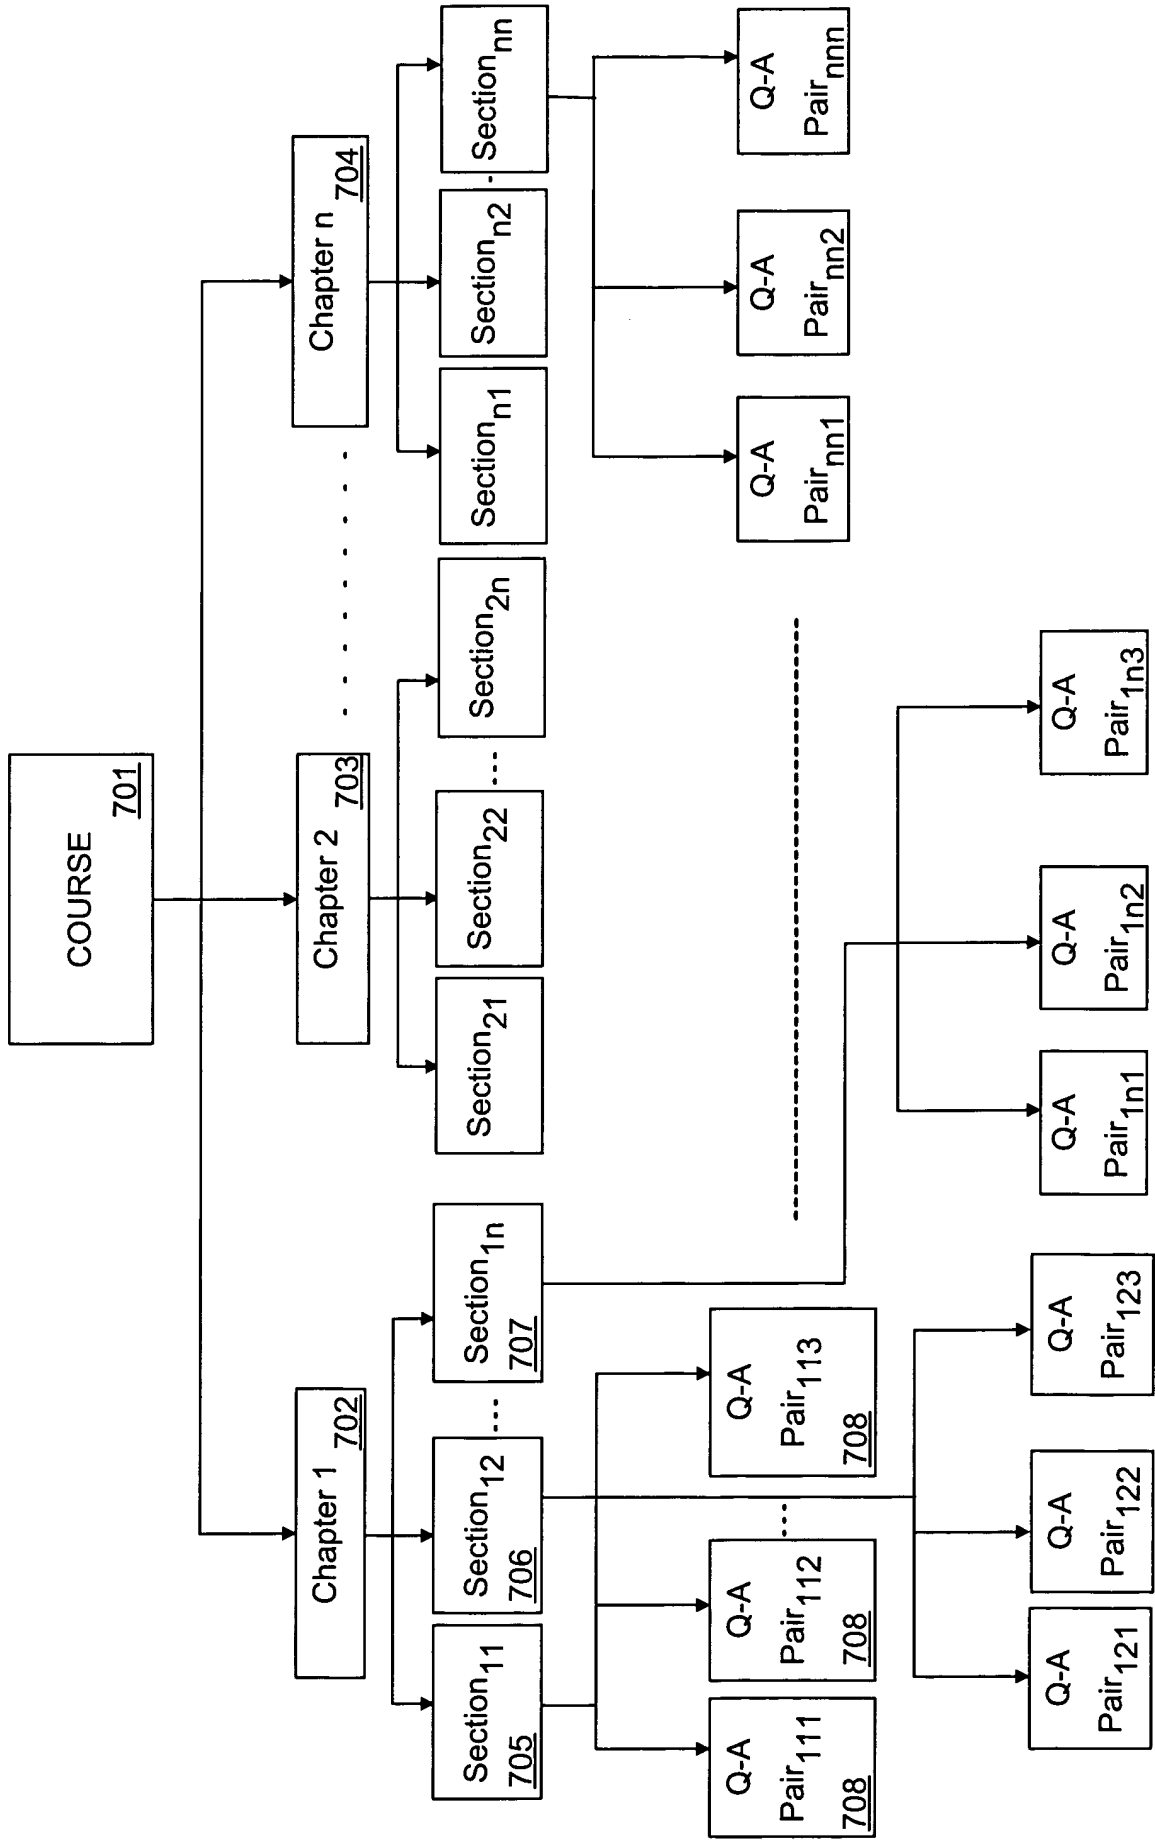 COURSE
701
Chapter 1
702
Chapter 2
703
. . . . . . . .
Chapter n
704
Section11
705
Section12
706
....
Section1n
707
Section21
Section22
....
Section2n
Sectionn1
Sectionn2
..
Sectionnn
Q-A
Pair111
708
Q-A
Pair112
708
....
Q-A
Pair113
708
Q-A
Pairnn1
Q-A
Pairnn2
Q-A
Pairnnn
Q-A
Pair121
Q-A
Pair122
Q-A
Pair123
Q-A
Pair1n1
Q-A
Pair1n2
Q-A
Pair1n3